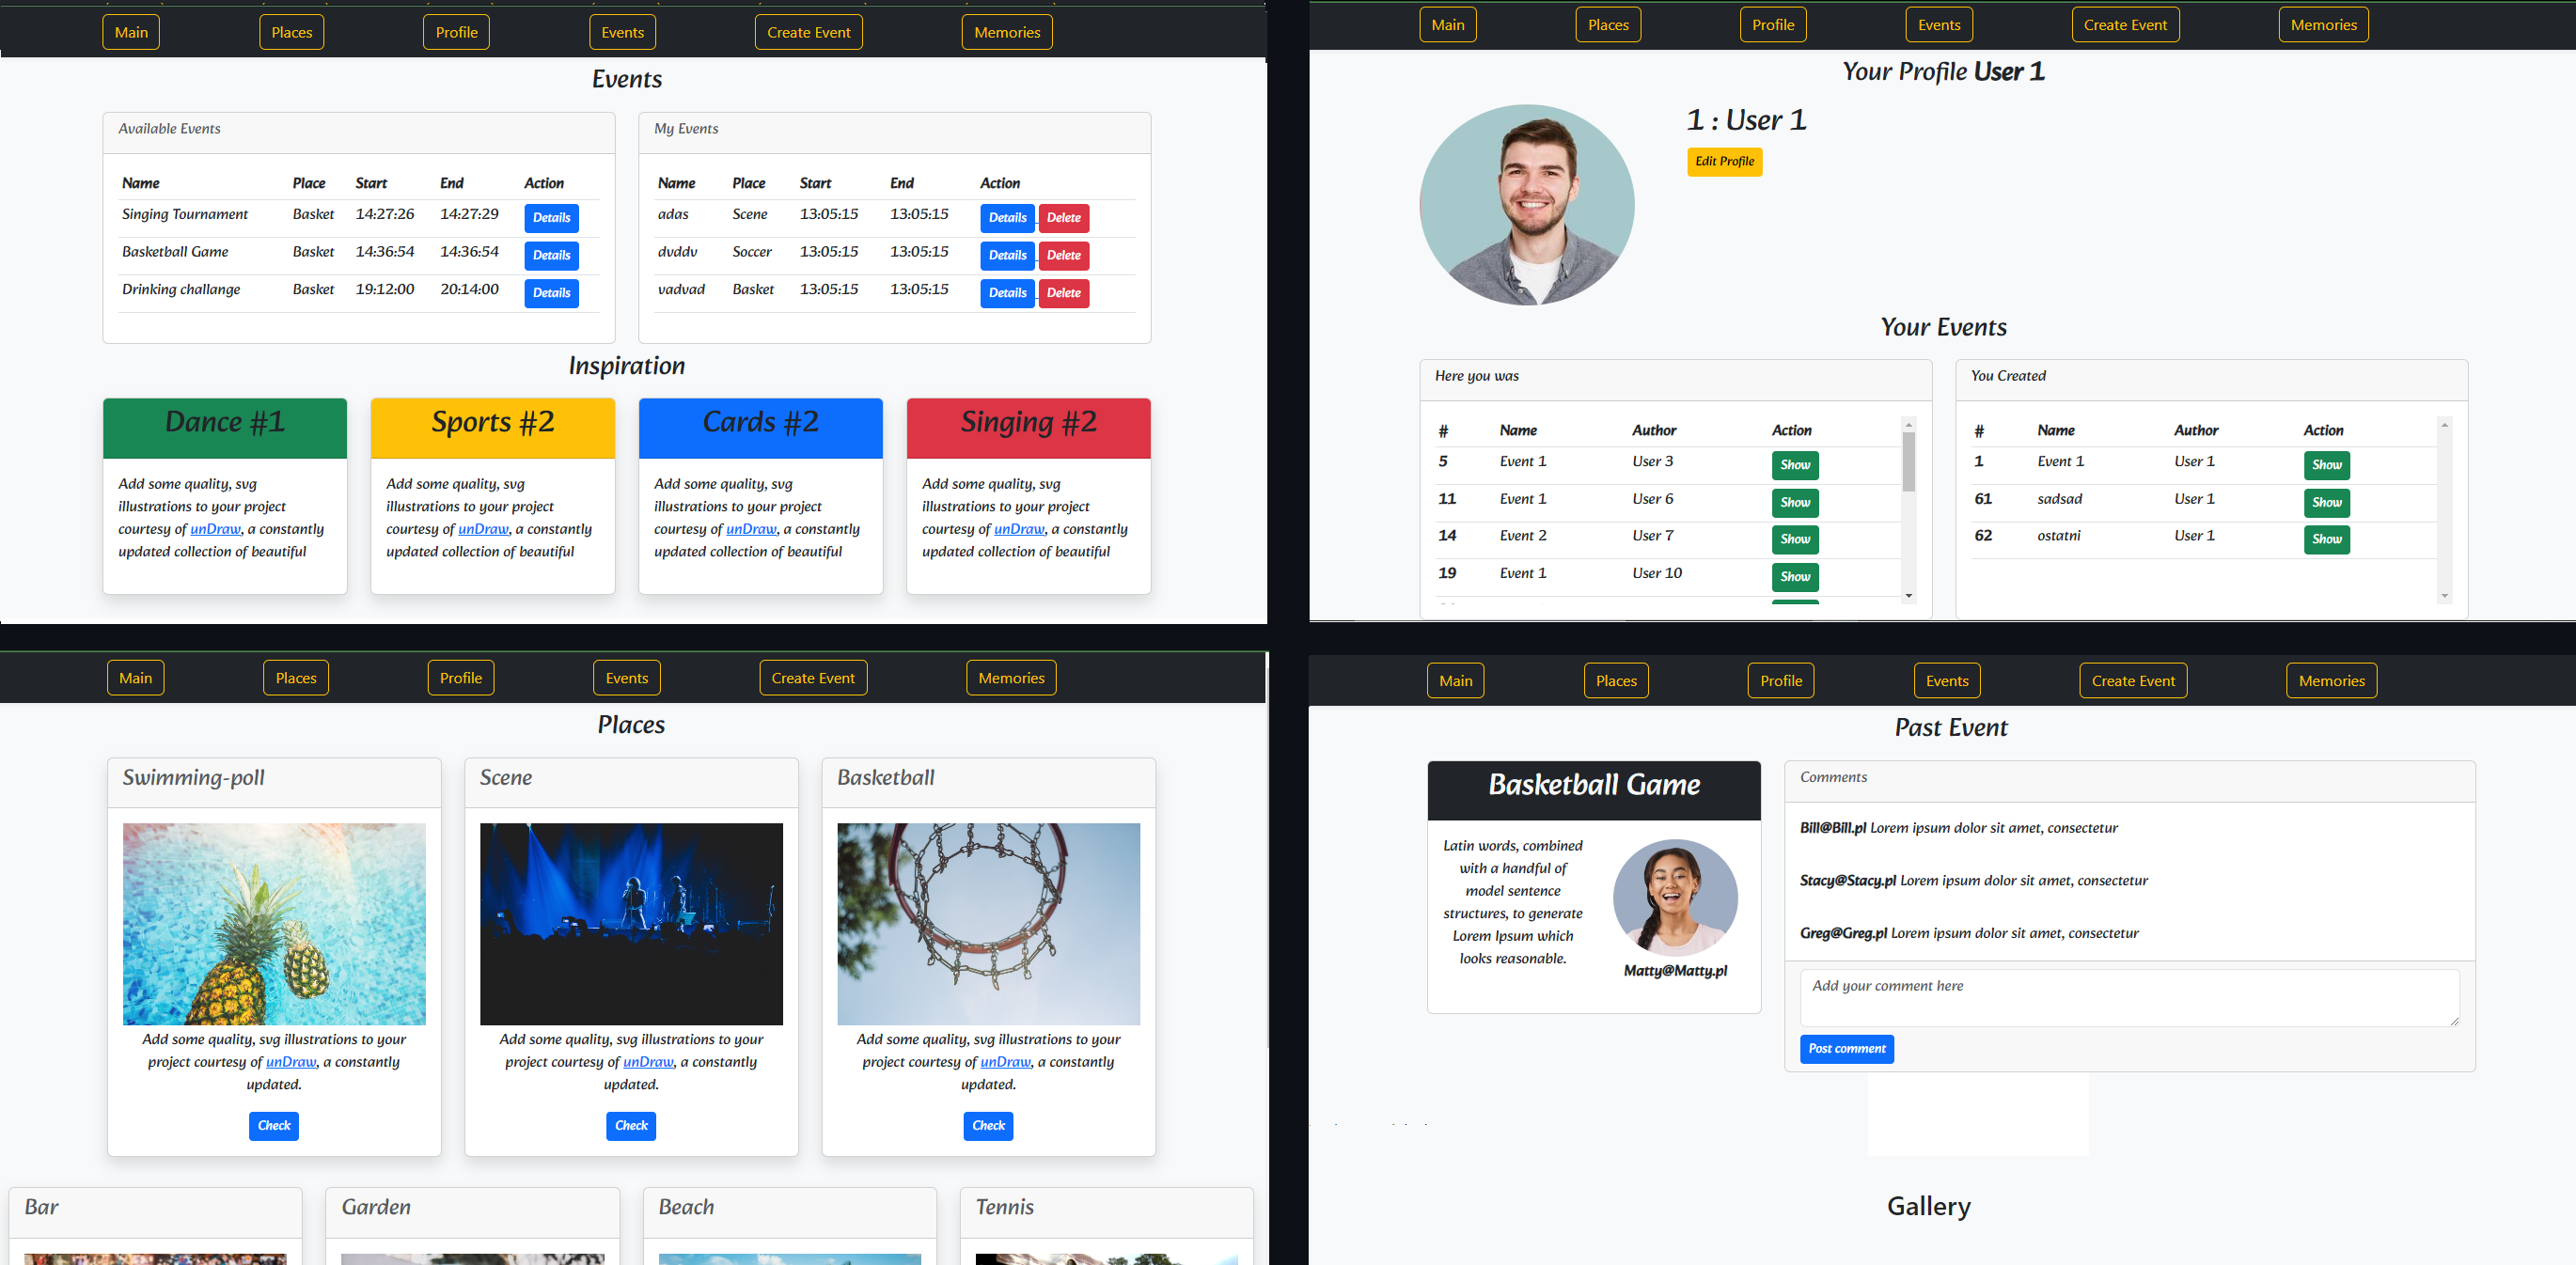 Main Places Profile Events Create Event Memories
Events
Available Events
Name Place Start End Action
Singing Tournament Basket 14:27:26 14:27:29 Details
Basketball Game Basket 14:36:54 14:36:54 Details
Drinking challange Basket 19:12:00 20:14:00 Details
My Events
Name Place Start End Action
adas Scene 13:05:15 13:05:15 Details Delete
dvddv Soccer 13:05:15 13:05:15 Details Delete
vadvad Basket 13:05:15 13:05:15 Details Delete
Inspiration
Dance #1
Add some quality, svg
illustrations to your project
courtesy of unDraw, a constantly
updated collection of beautiful
Sports #2
Add some quality, svg
illustrations to your project
courtesy of unDraw, a constantly
updated collection of beautiful
Cards #2
Add some quality, svg
illustrations to your project
courtesy of unDraw, a constantly
updated collection of beautiful
Singing #2
Add some quality, svg
illustrations to your project
courtesy of unDraw, a constantly
updated collection of beautiful
Main Places Profile Events Create Event Memories
Your Profile User 1
1 : User 1
Edit Profile
Your Events
Here you was
# Name Author Action
5 Event 1 User 3 Show
11 Event 1 User 6 Show
14 Event 2 User 7 Show
19 Event 1 User 10 Show
You Created
# Name Author Action
1 Event 1 User 1 Show
61 sadsad User 1 Show
62 ostatni User 1 Show
Main Places Profile Events Create Event Memories
Places
Swimming-poll
Add some quality, svg illustrations to your
project courtesy of unDraw, a constantly
updated.
Check
Scene
Add some quality, svg illustrations to your
project courtesy of unDraw, a constantly
updated.
Check
Basketball
Add some quality, svg illustrations to your
project courtesy of unDraw, a constantly
updated.
Check
Bar
Garden
Beach
Tennis
Main Places Profile Events Create Event Memories
Past Event
Basketball Game
Latin words, combined
with a handful of
model sentence
structures, to generate
Lorem Ipsum which
looks reasonable.
Matty@Matty.pl
Comments
Bill@Bill.pl Lorem ipsum dolor sit amet, consectetur
Stacy@Stacy.pl Lorem ipsum dolor sit amet, consectetur
Greg@Greg.pl Lorem ipsum dolor sit amet, consectetur
Add your comment here
Post comment
Gallery